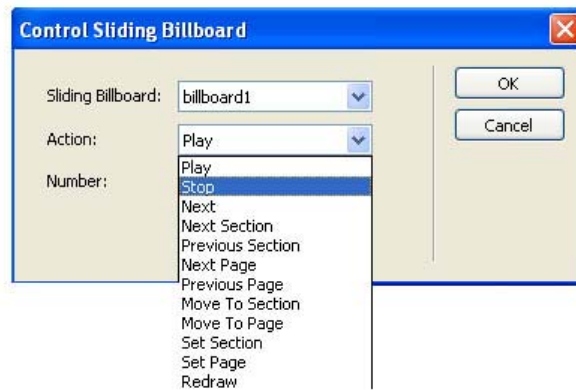 Control Sliding Billboard
Sliding Billboard: billboard1 OK
Action: Play Cancel
Number: Play
Stop
Next
Next Section
Previous Section
Next Page
Previous Page
Move To Section
Move To Page
Set Section
Set Page
Redraw